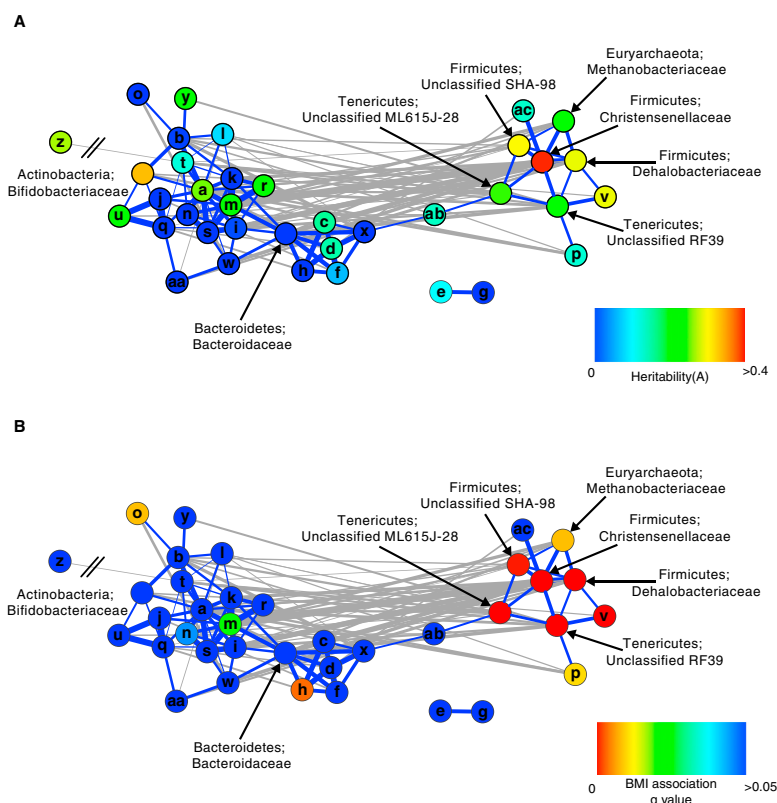 A
Euryarchaeota;
Methanobacteriaceae
Firmicutes;
Unclassified SHA-98
Tenericutes;
Unclassified ML615J-28
Firmicutes;
Christensenellaceae
o
y
ac
z
b
l
t
Actinobacteria;
Bifidobacteriaceae
Firmicutes;
Dehalobacteriaceae
k
a
r
j
m
v
u
n
ab
q
s
i
c
x
d
Tenericutes;
Unclassified RF39
w
h
f
p
aa
e
g
Bacteroidetes;
Bacteroidaceae
0
>0.4
Heritability(A)
B
Euryarchaeota;
Methanobacteriaceae
Firmicutes;
Unclassified SHA-98
Tenericutes;
Unclassified ML615J-28
Firmicutes;
Christensenellaceae
o
y
ac
z
b
l
t
Actinobacteria;
Bifidobacteriaceae
Firmicutes;
Dehalobacteriaceae
k
a
r
j
m
v
u
n
ab
q
s
i
c
x
d
Tenericutes;
Unclassified RF39
w
h
f
p
aa
e
g
Bacteroidetes;
Bacteroidaceae
0
>0.05
BMI association
q value